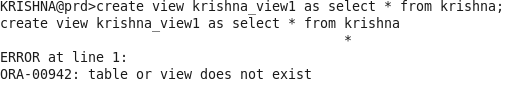 KRISHNA@prd>create view krishna_view1 as select * from krishna;
create view krishna_view1 as select * from krishna
                                           *
ERROR at line 1:
ORA-00942: table or view does not exist